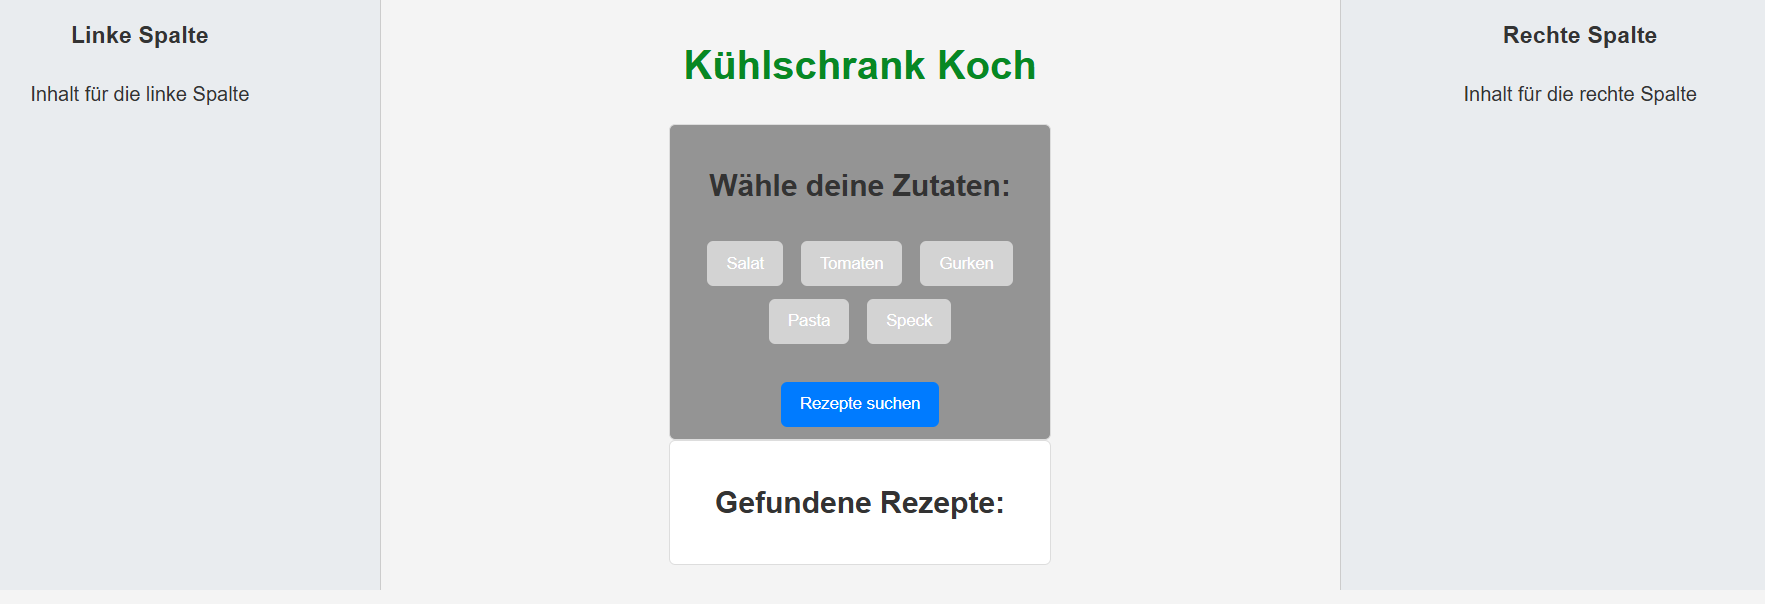 Linke Spalte
Inhalt für die linke Spalte
Kühlschrank Koch
Wähle deine Zutaten:
Salat Tomaten Gurken
Pasta Speck
Rezepte suchen
Gefundene Rezepte:
Rechte Spalte
Inhalt für die rechte Spalte